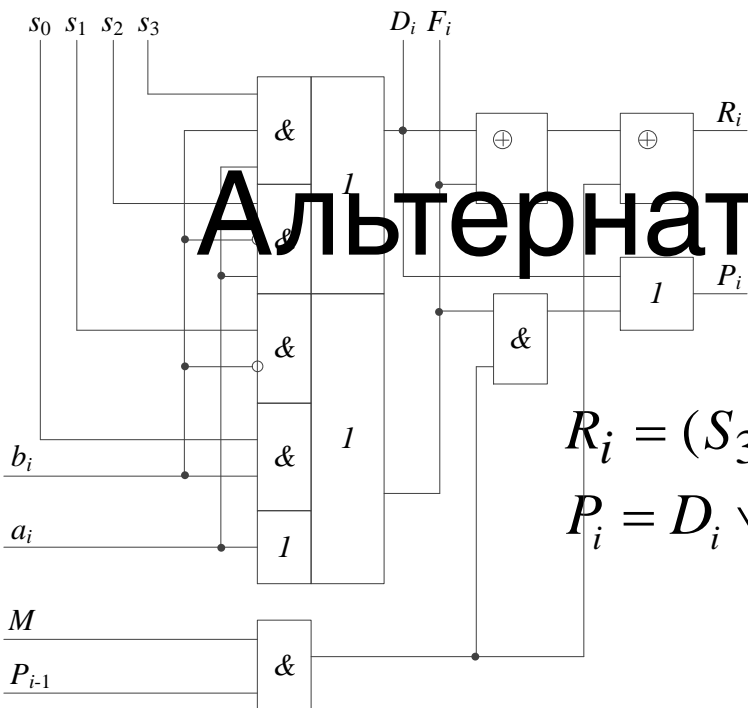 s0 s1 s2 s3 Di Fi
& 1 ⊕ ⊕ Ri
Альтернат
& 1 Pi
& &
bi & 1 Ri = (S3
ai 1 Pi = Di
M
& Pi-1